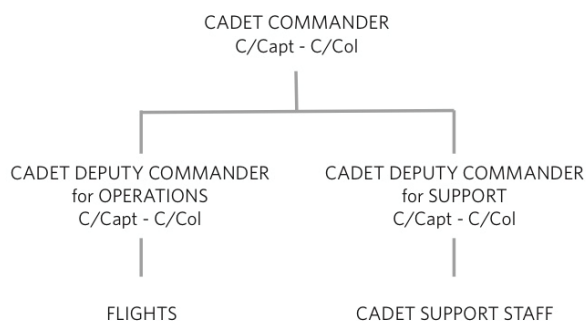 CADET COMMANDER
C/Capt - C/Col
CADET DEPUTY COMMANDER
for OPERATIONS
C/Capt - C/Col
CADET DEPUTY COMMANDER
for SUPPORT
C/Capt - C/Col
FLIGHTS
CADET SUPPORT STAFF